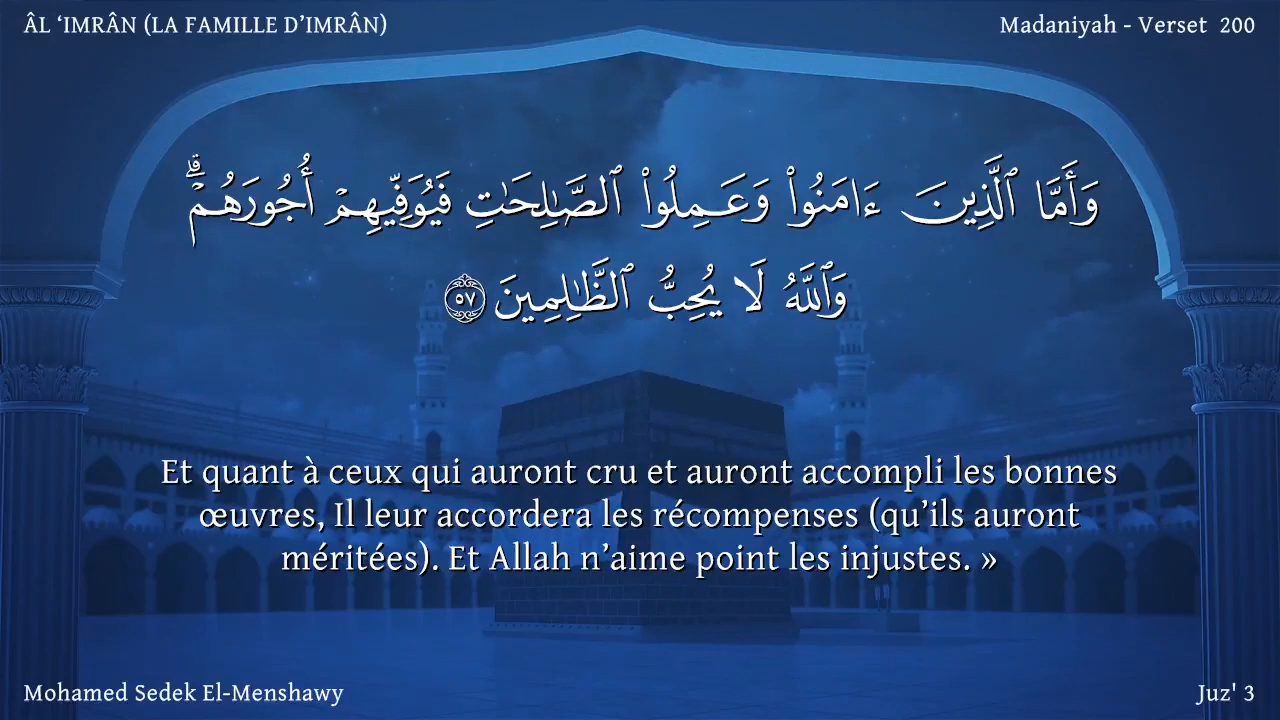 ÂL ‘IMRÂN (LA FAMILLE D’IMRÂN)
Madaniyah - Verset 200
وَأَمَّا ٱلَّذِينَ ءَامَنُوا۟ وَعَمِلُوا۟ ٱلصَّـٰلِحَـٰتِ فَيُوَفِّيهِمْ أُجُورَهُمْ ۗ
وَٱللَّهُ لَا يُحِبُّ ٱلظَّـٰلِمِينَ ٥٧
Et quant à ceux qui auront cru et auront accompli les bonnes
œuvres, Il leur accordera les récompenses (qu’ils auront
méritées). Et Allah n’aime point les injustes. »
Mohamed Sedek El-Menshawy
Juz' 3